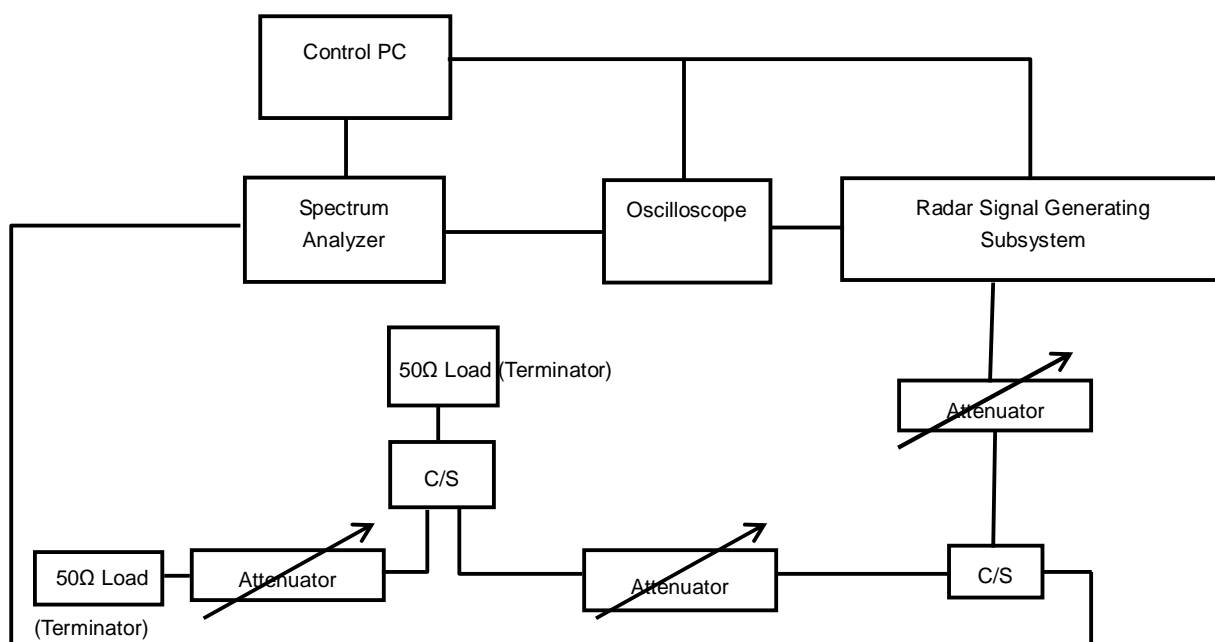 Control PC
Spectrum
Analyzer
Oscilloscope
Radar Signal Generating
Subsystem
50Ω Load (Terminator)
Attenuator
C/S
50Ω Load
(Terminator)
Attenuator
Attenuator
C/S